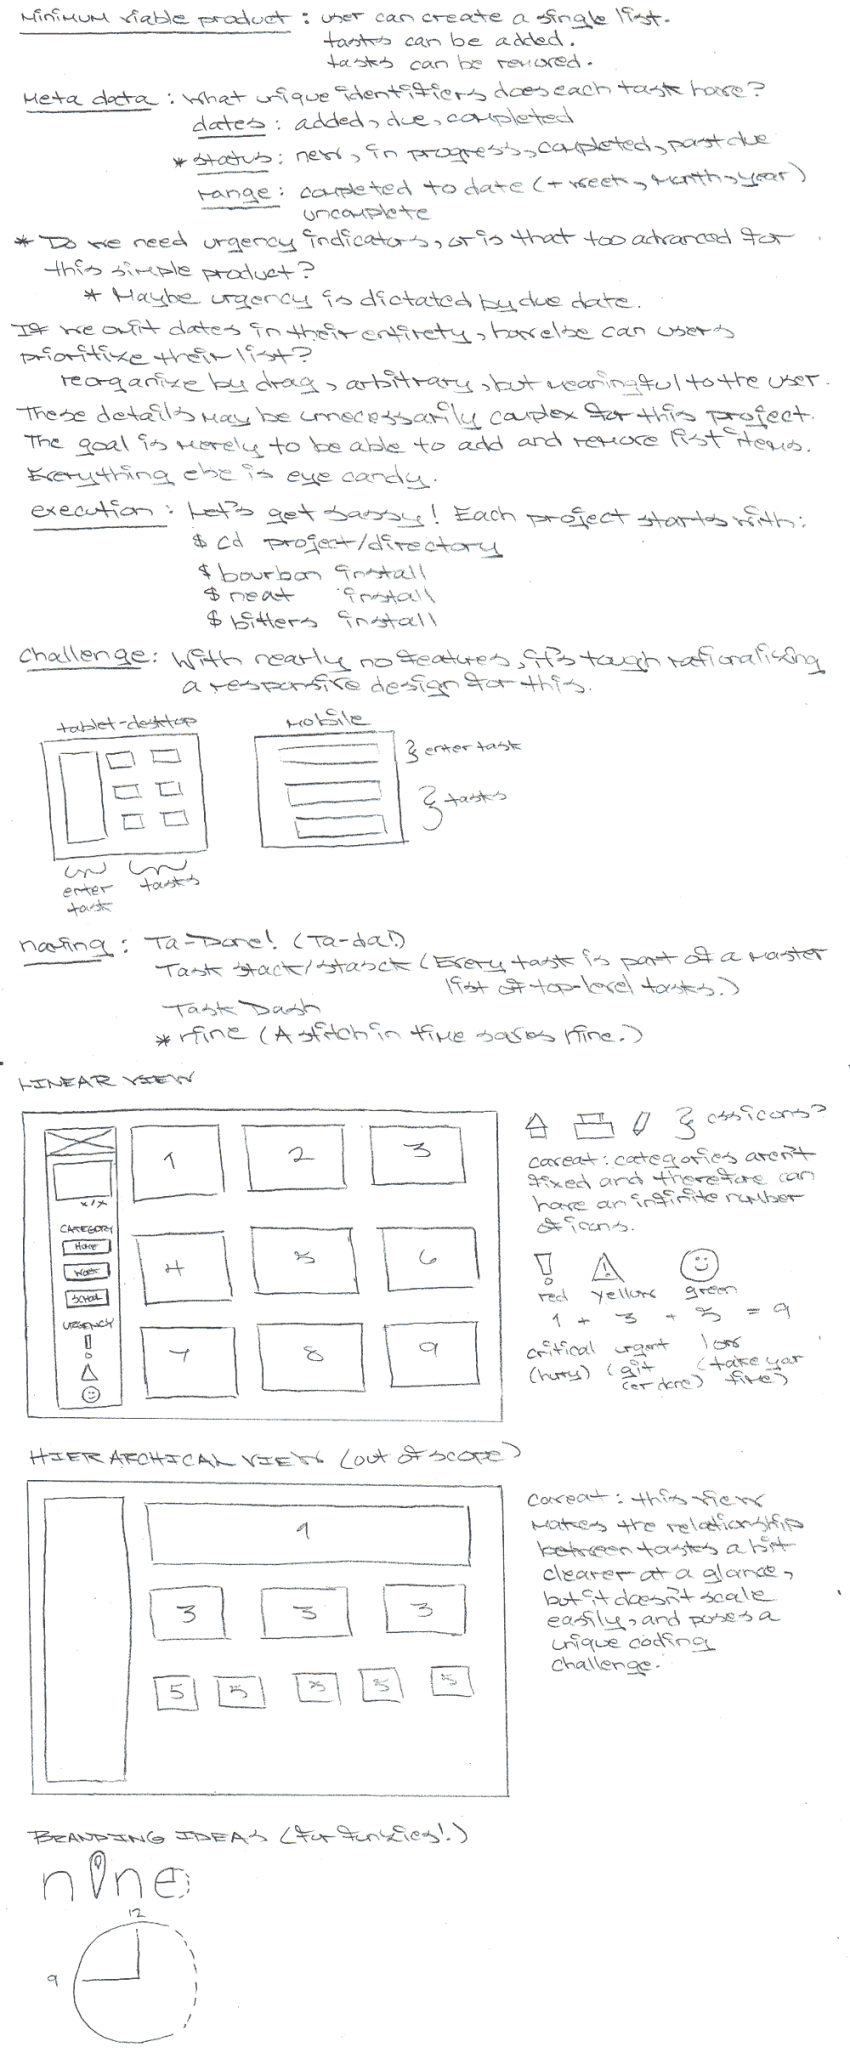 Minimum viable product: user can create a single list.
tasks can be added.
tasks can be removed.
Meta data: What unique identifiers does each task have?
dates: added, due, completed
* status: new, in progress, completed, past due
range: completed to date (+ week, month, year)
uncomplete
* Do we need urgency indicators, or is that too advanced for
this simple product?
* Maybe urgency is dictated by due date.
If we omit dates in their entirety, how else can users
prioritize their list?
reorganize by drag, arbitrary, but meaningful to the user.
These details may be unnecessarily complex for this project.
The goal is merely to be able to add and remove list items.
Everything else is eye candy.
execution: Let's get sassy! Each project starts with:
$ cd project/directory
$ bourbon install
$ neat install
$ bitters install
challenge: With nearly no features, it's tough rationalizing
a responsive design for this.
tablet-desktop
Mobile
} enter task
} tasks
enter task
tasks
naming: Ta-Done! (Ta-da!)
Task stack/stasck (Every task is part of a master
list of top-level tasks.)
Task Dash
* nine (A stitch in time saves nine.)
LINEAR VIEW
x/x
CATEGORY
Home
Work
School
URGENCY
!
1 2 3
4 5 6
7 8 9
} css icons?
caveat: categories aren't
fixed and therefore can
have an infinite number
of icons.
! !
red yellow green
1 + 3 + 5 = 9
critical urgent low
(hurry) (git 'er done) (take your time)
HIERARCHICAL VIEW (out of scope)
1
3 3 3
5 5 5 5 5
caveat: this view
makes the relationship
between tasks a bit
clearer at a glance,
but it doesn't scale
easily, and poses a
unique coding
challenge.
BRANDING IDEAS (for funsies!)
nine
12
9